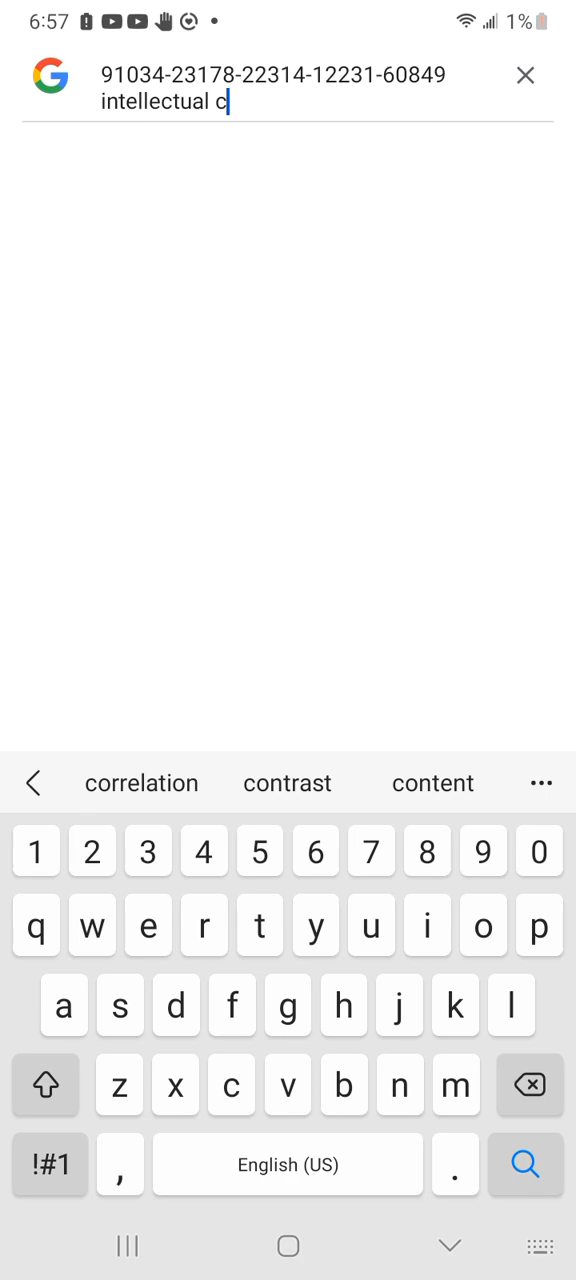 6:57 1%
91034-23178-22314-12231-60849
intellectual c
correlation contrast content
1 2 3 4 5 6 7 8 9 0
q w e r t y u i o p
a s d f g h j k l
z x c v b n m
!#1 , English (US) .